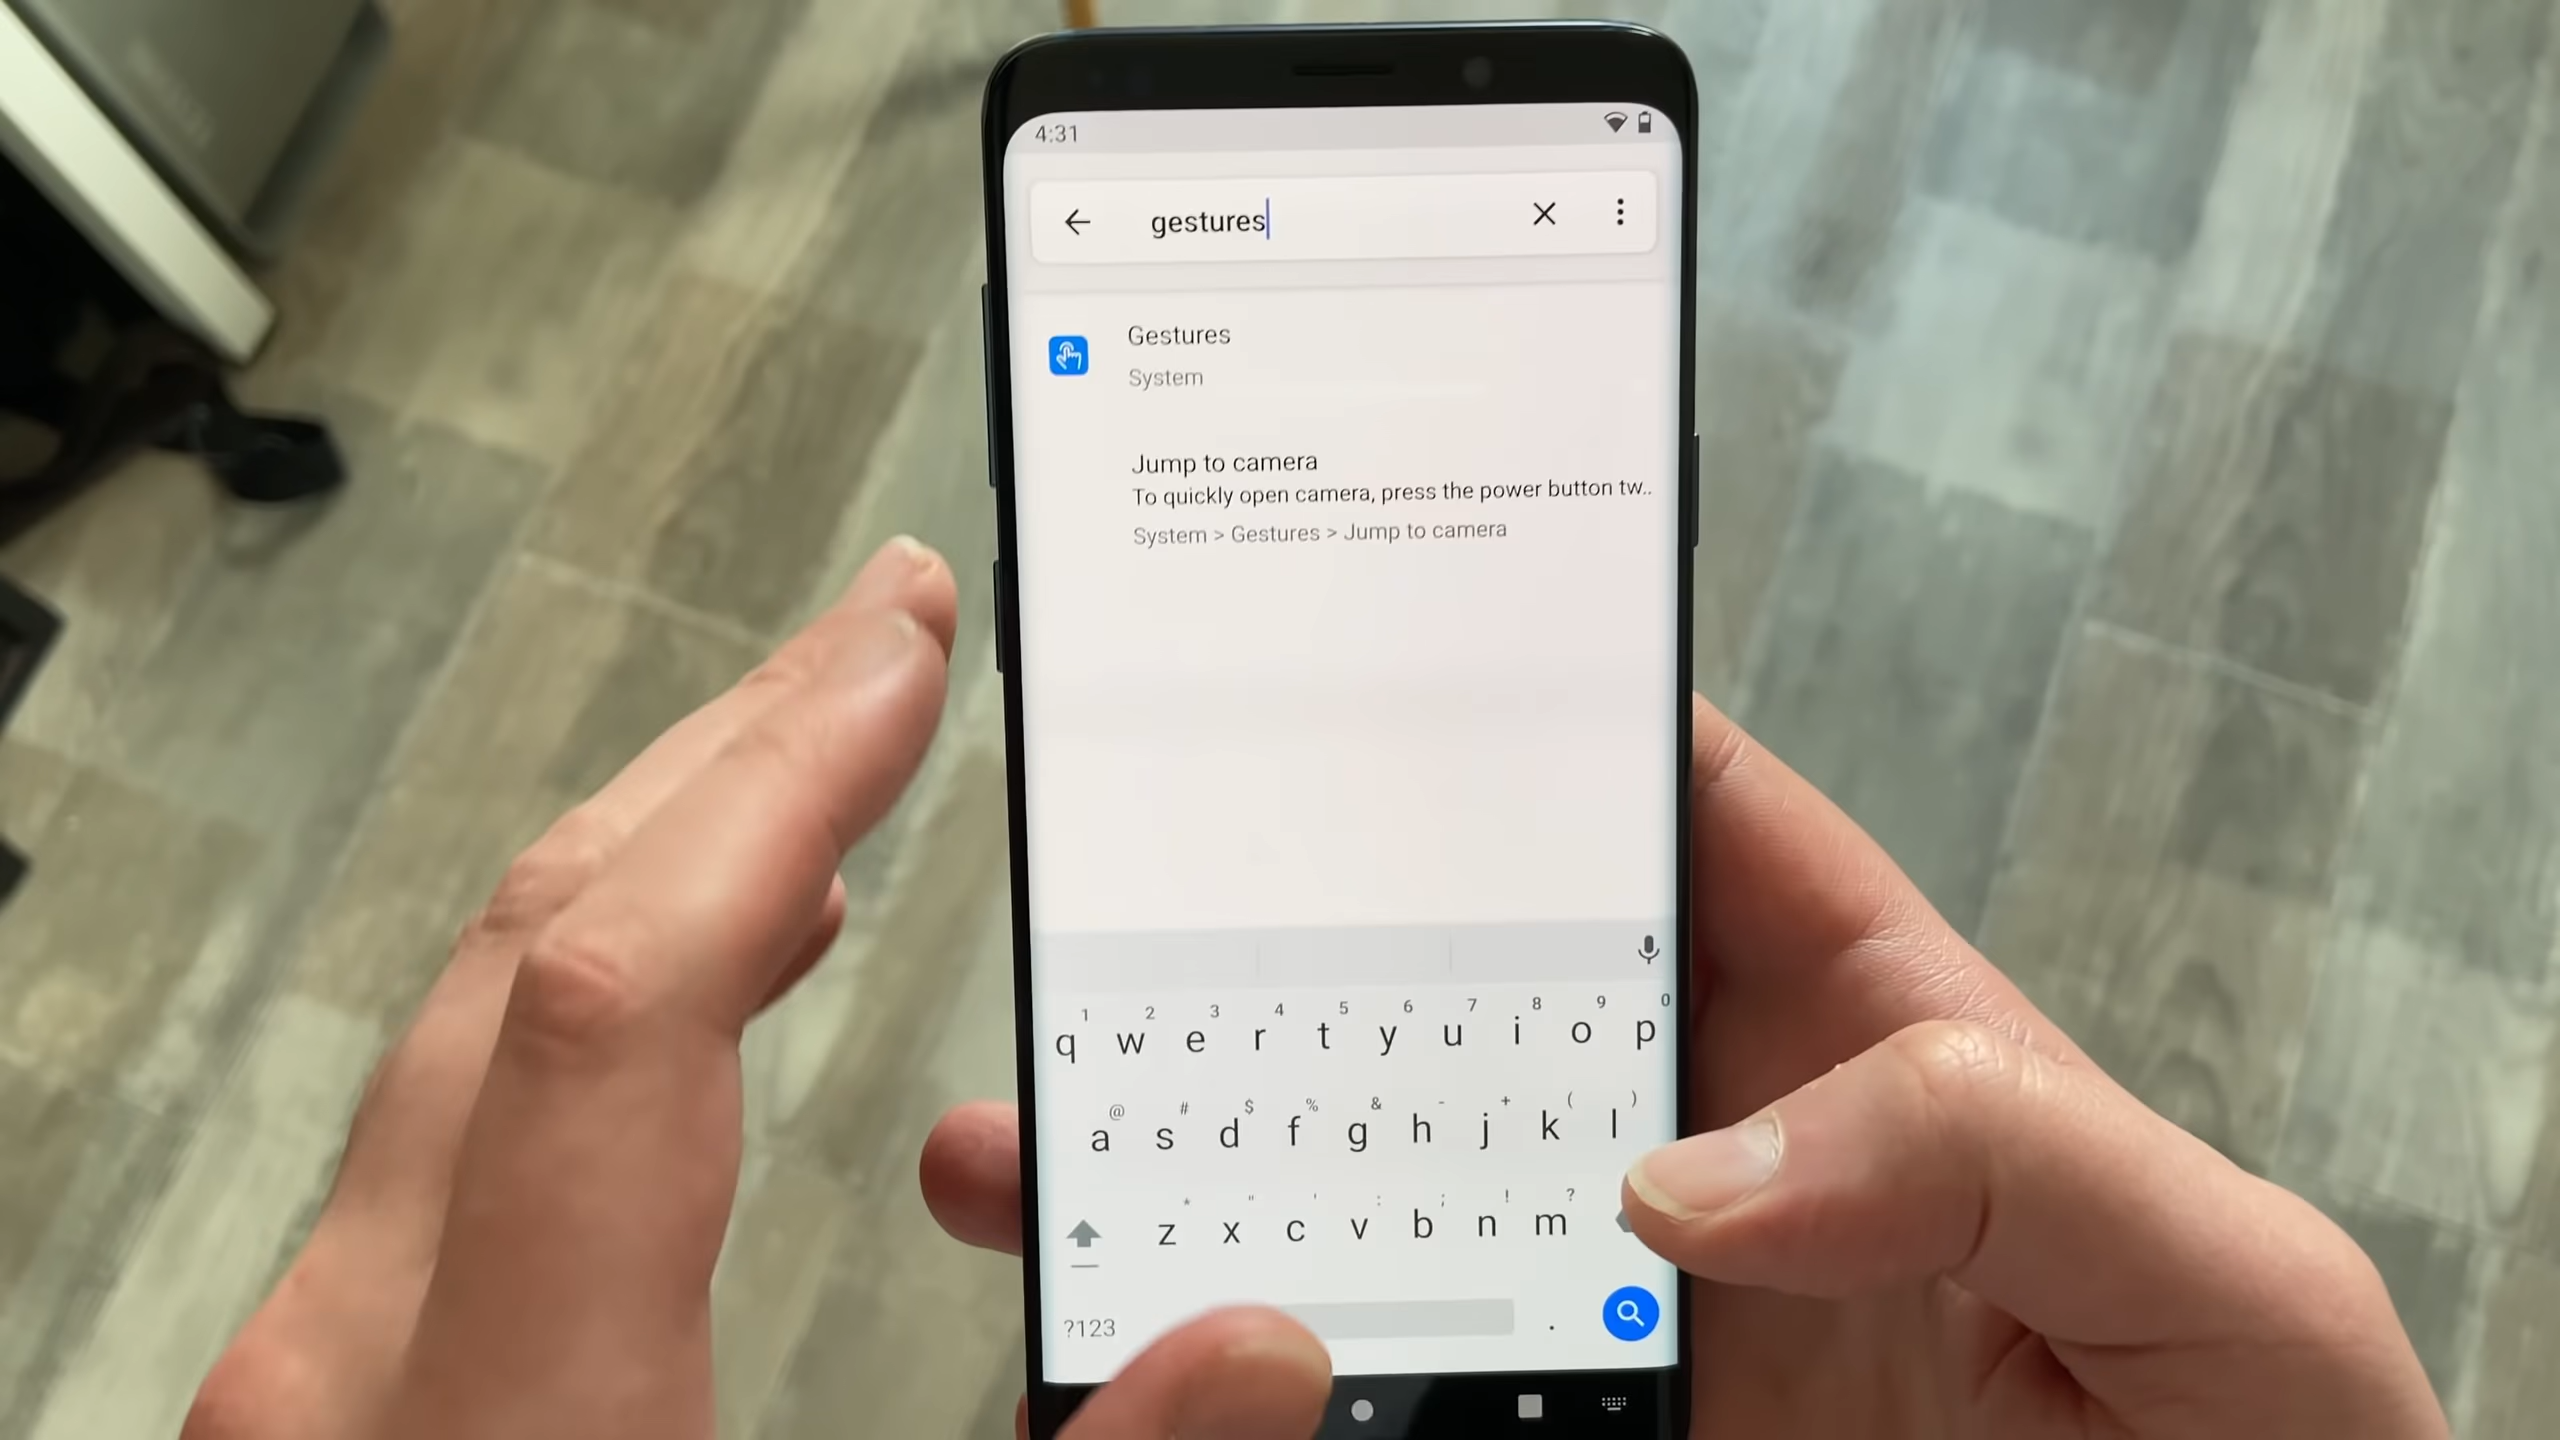 4:31
gestures
Gestures
System
Jump to camera
To quickly open camera, press the power button tw..
System > Gestures > Jump to camera
1 2 3 4 5 6 7 8 9 0
q w e r t y u i o p
@ # $ % & - + ( )
a s d f g h j k l
* " ' : ; ! ?
z x c v b n m
?123 .